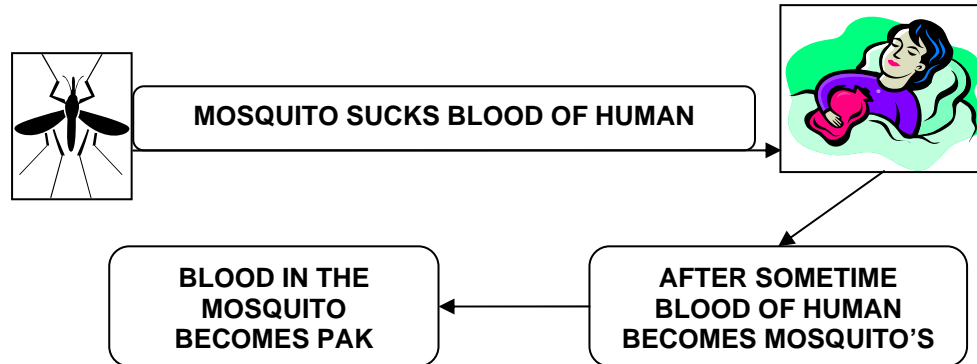 MOSQUITO SUCKS BLOOD OF HUMAN
AFTER SOMETIME
BLOOD OF HUMAN
BECOMES MOSQUITO'S
BLOOD IN THE
MOSQUITO
BECOMES PAK